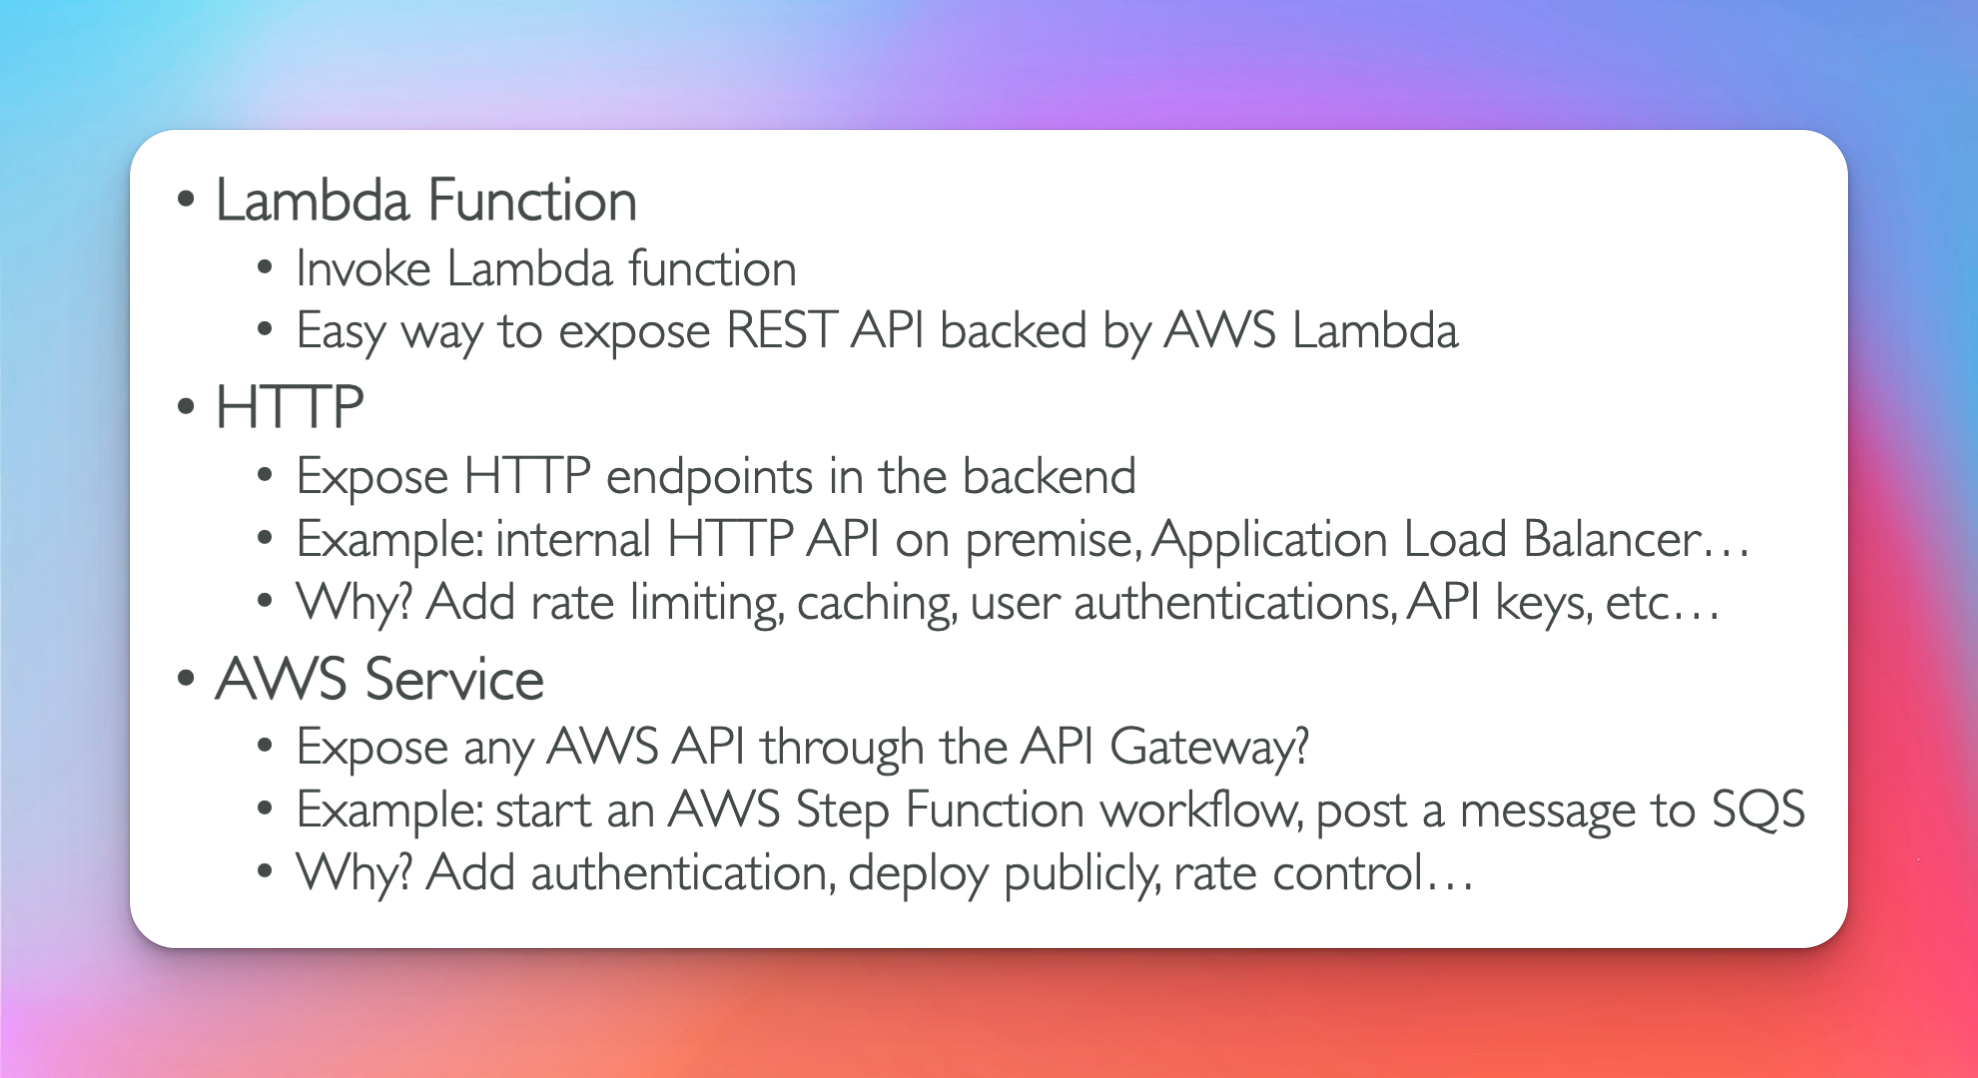 • Lambda Function
• Invoke Lambda function
• Easy way to expose REST API backed by AWS Lambda
• HTTP
• Expose HTTP endpoints in the backend
• Example: internal HTTP API on premise, Application Load Balancer…
• Why? Add rate limiting, caching, user authentications, API keys, etc…
• AWS Service
• Expose any AWS API through the API Gateway?
• Example: start an AWS Step Function workflow, post a message to SQS
• Why? Add authentication, deploy publicly, rate control…